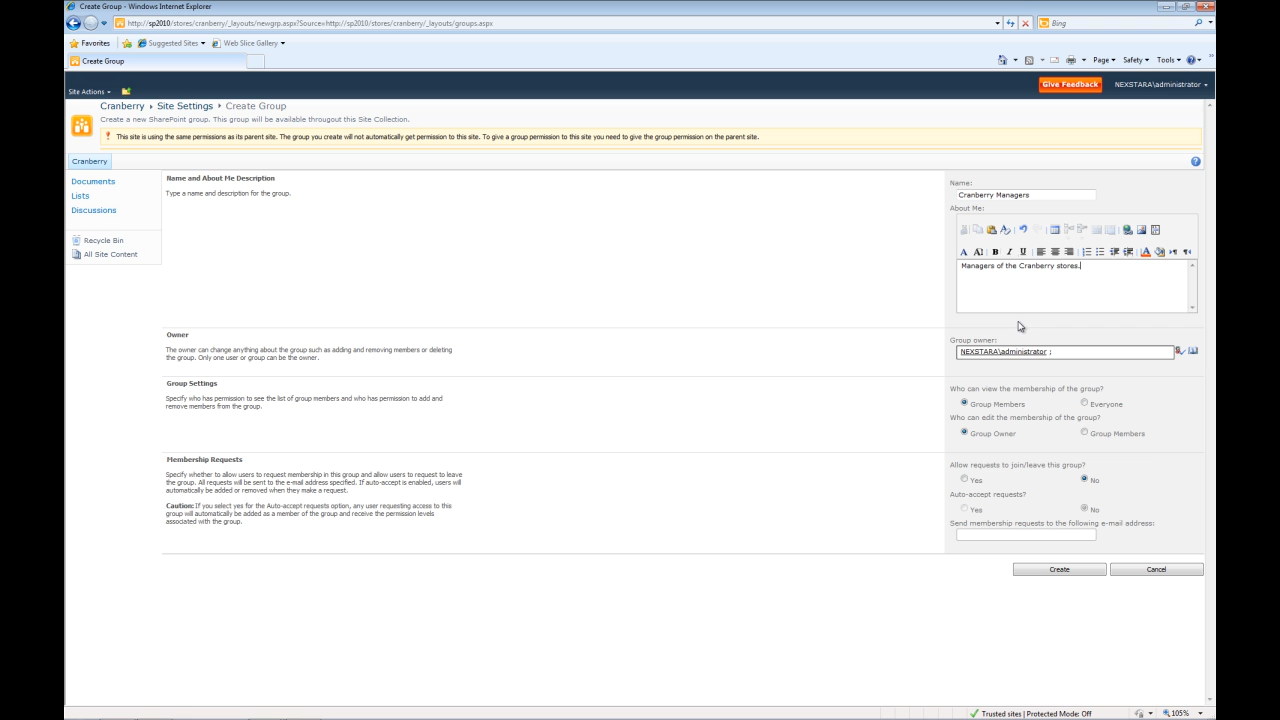 Create Group - Windows Internet Explorer
http://sp2010/stores/cranberry/_layouts/newgrp.aspx?Source=http://sp2010/stores/cranberry/_layouts/groups.aspx
Bing
Favorites
Suggested Sites
Web Slice Gallery
Create Group
Page
Safety
Tools
Site Actions
Give Feedback
NEXSTARA\administrator
Cranberry
Site Settings
Create Group
Create a new SharePoint group. This group will be available througout this Site Collection.
This site is using the same permissions as its parent site. The group you create will not automatically get permission to this site. To give a group permission to this site you need to give the group permission on the parent site.
Cranberry
Documents
Lists
Discussions
Recycle Bin
All Site Content
Name and About Me Description
Type a name and description for the group.
Name:
Cranberry Managers
About Me:
A A B I U A
Managers of the Cranberry stores.
Owner
The owner can change anything about the group such as adding and removing members or deleting
the group. Only one user or group can be the owner.
Group owner:
NEXSTARA\administrator ;
Group Settings
Specify who has permission to see the list of group members and who has permission to add and
remove members from the group.
Who can view the membership of the group?
Group Members
Everyone
Who can edit the membership of the group?
Group Owner
Group Members
Membership Requests
Specify whether to allow users to request membership in this group and allow users to request to leave
the group. All requests will be sent to the e-mail address specified. If auto-accept is enabled, users will
automatically be added or removed when they make a request.
Caution: If you select yes for the Auto-accept requests option, any user requesting access to this
group will automatically be added as a member of the group and receive the permission levels
associated with the group.
Allow requests to join/leave this group?
Yes
No
Auto-accept requests?
Yes
No
Send membership requests to the following e-mail address:
Create
Cancel
Trusted sites | Protected Mode: Off
105%